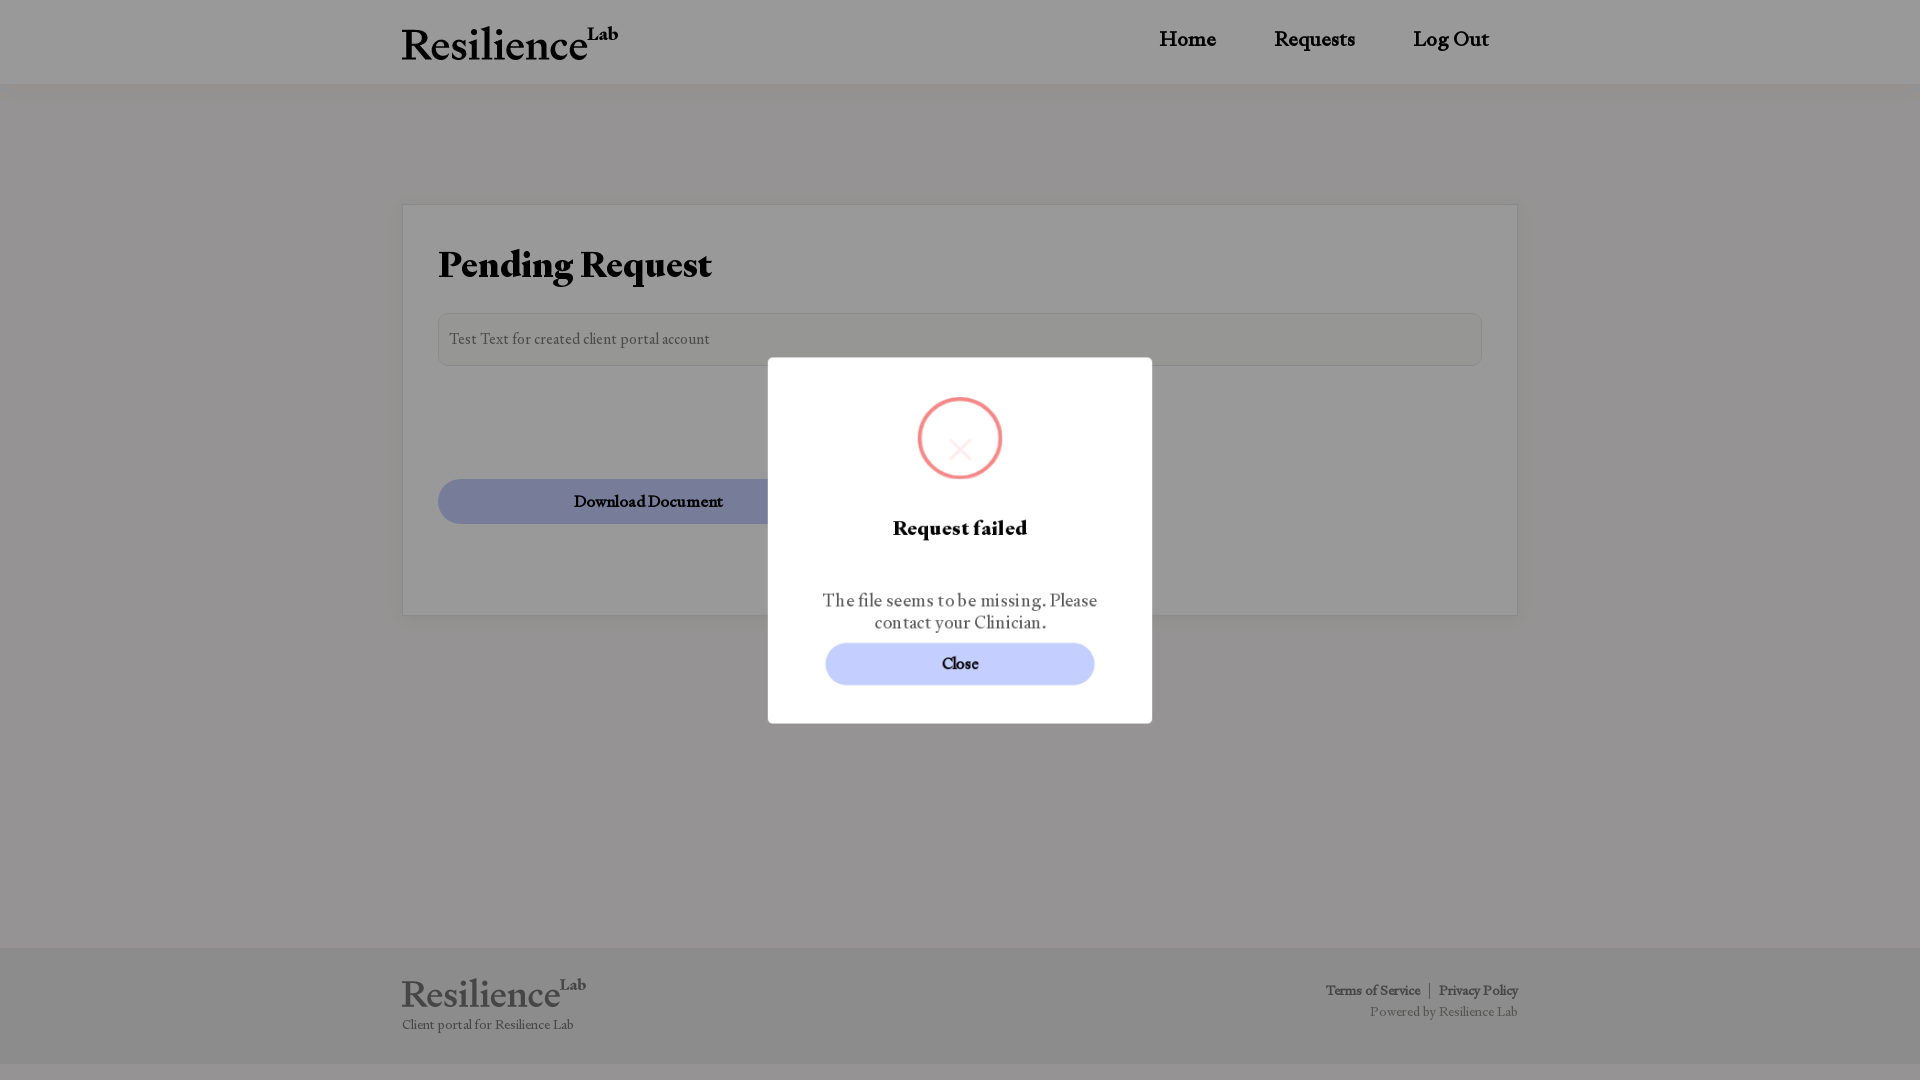 Resilience Lab
Home
Requests
Log Out
Pending Request
Test Text for created client portal account
Download Document
Request failed
The file seems to be missing. Please
contact your Clinician.
Close
Resilience Lab
Client portal for Resilience Lab
Terms of Service | Privacy Policy
Powered by Resilience Lab